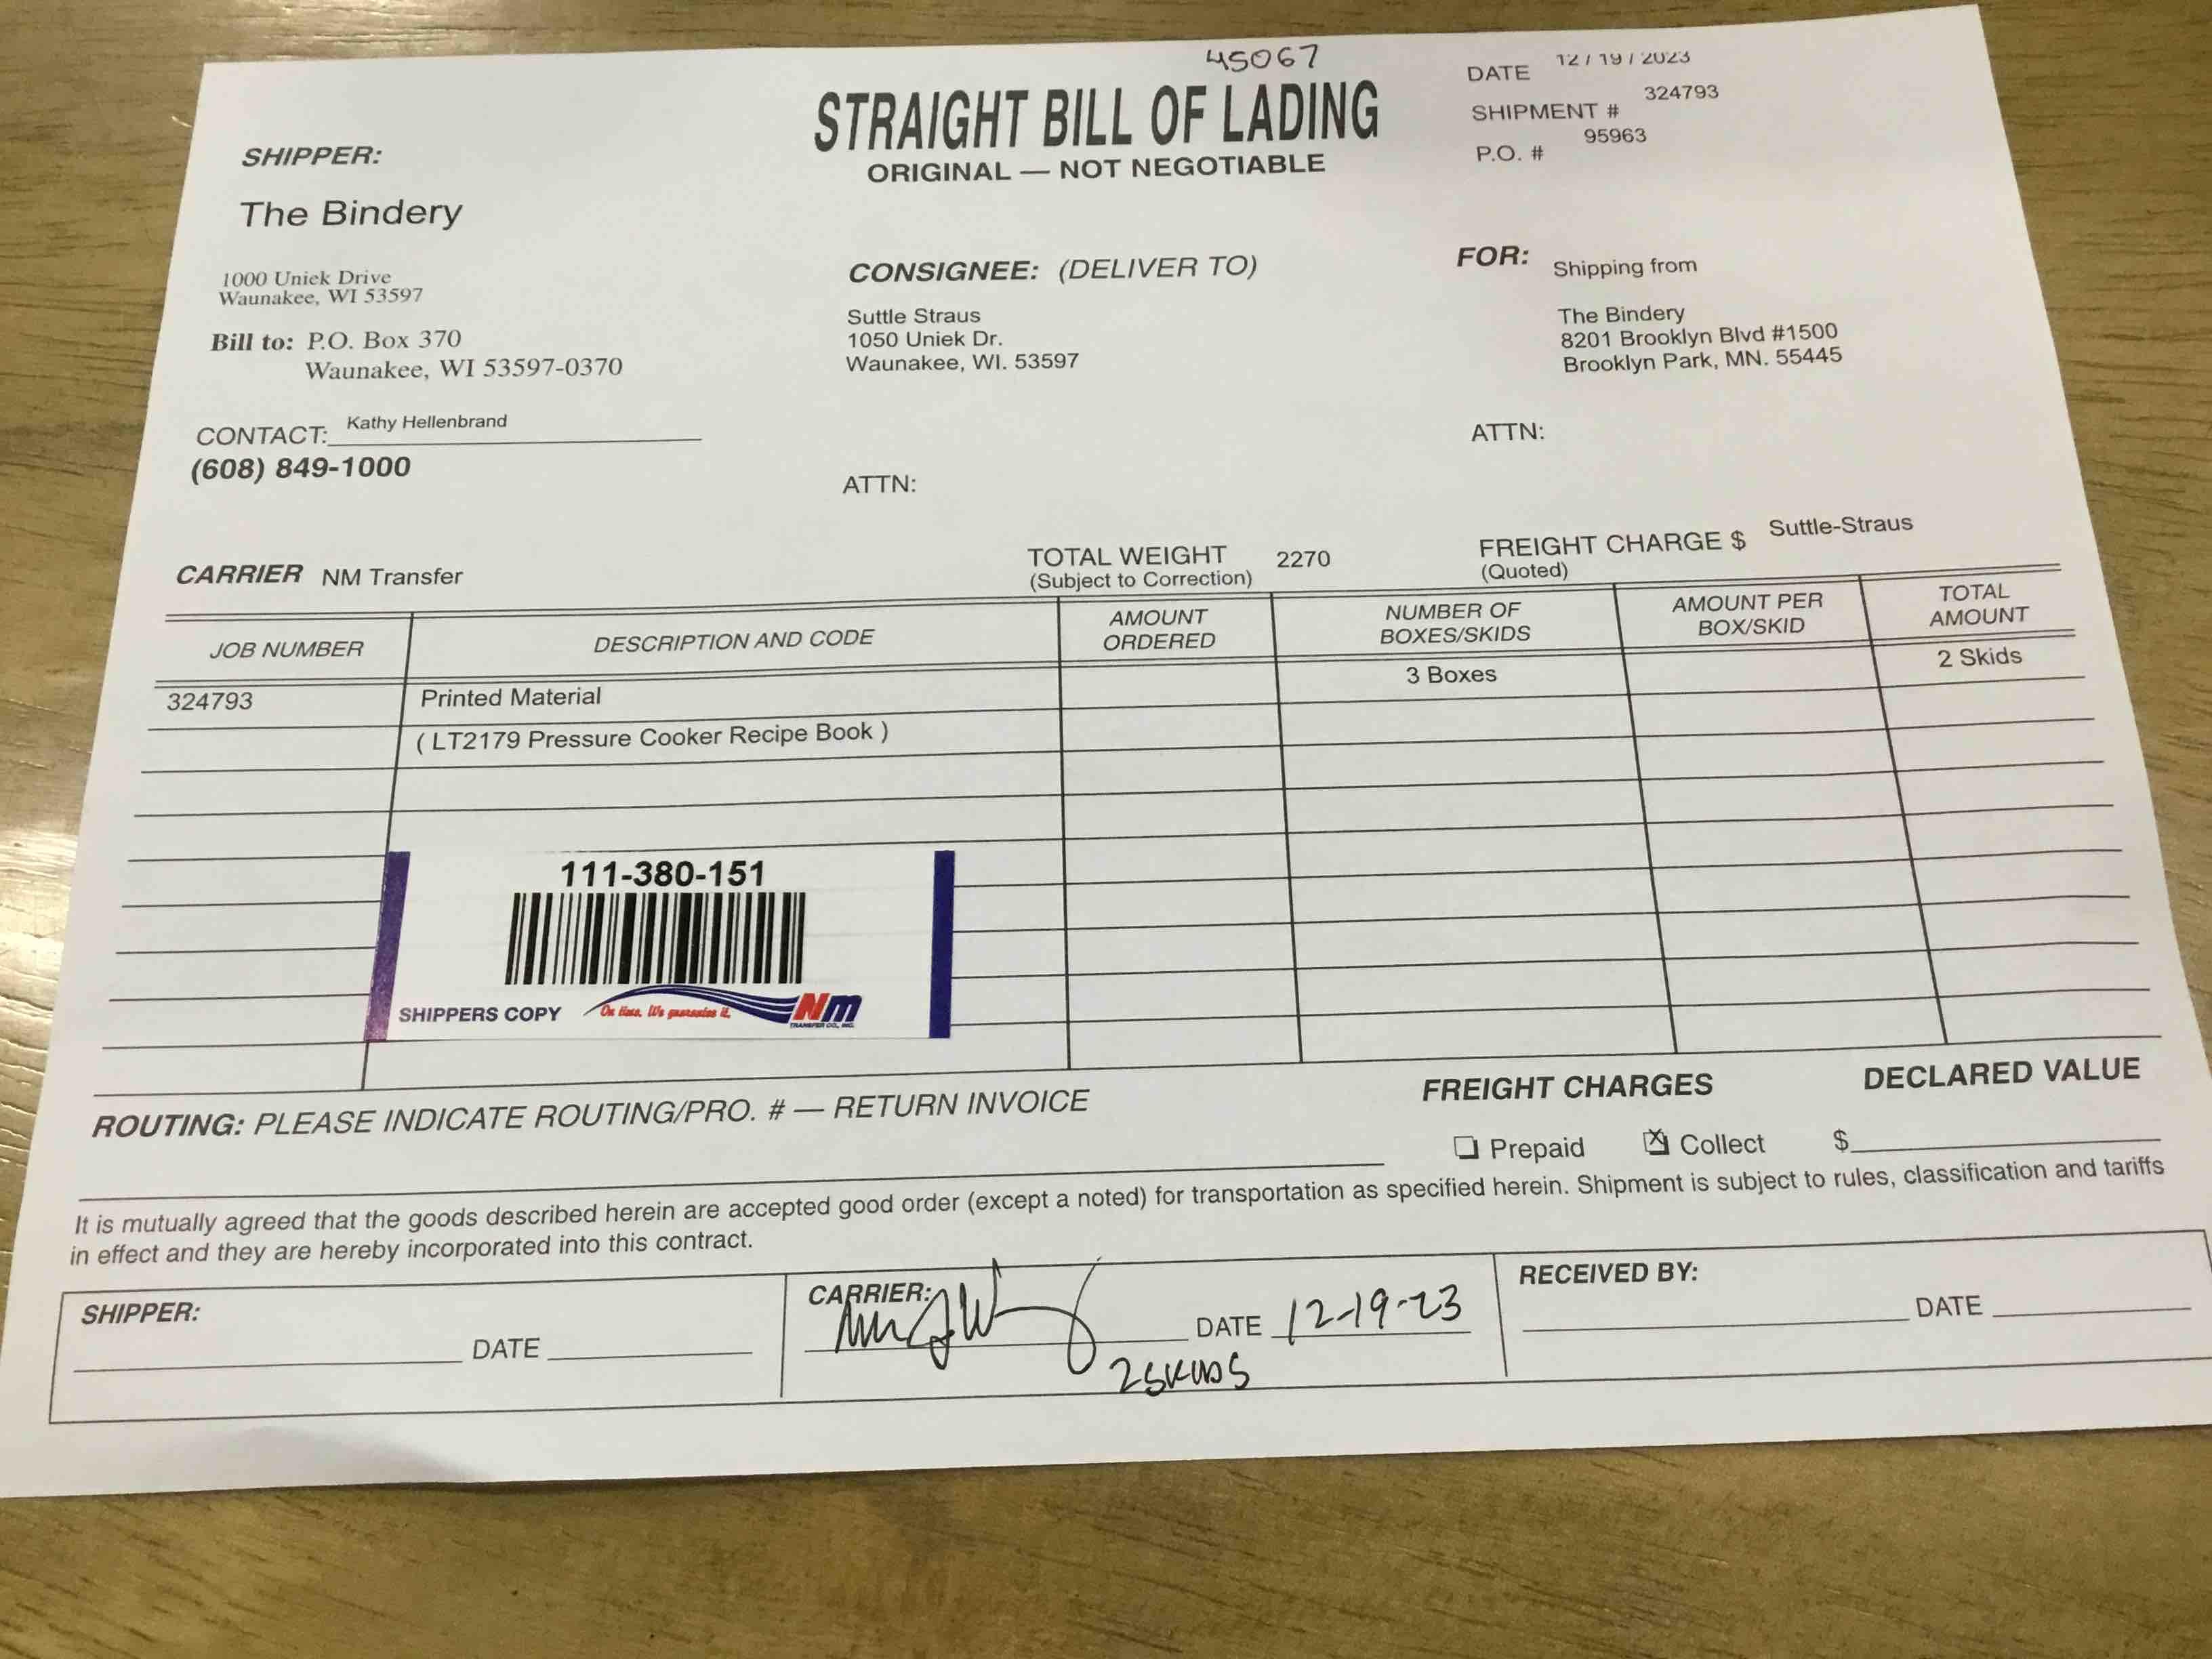 45067
STRAIGHT BILL OF LADING
ORIGINAL — NOT NEGOTIABLE
DATE 12 / 19 / 2023
SHIPMENT # 324793
P.O. # 95963
SHIPPER:
The Bindery
1000 Uniek Drive
Waunakee, WI 53597
Bill to: P.O. Box 370
Waunakee, WI 53597-0370
CONTACT: Kathy Hellenbrand
(608) 849-1000
CONSIGNEE: (DELIVER TO)
Suttle Straus
1050 Uniek Dr.
Waunakee, WI. 53597
ATTN:
FOR: Shipping from
The Bindery
8201 Brooklyn Blvd #1500
Brooklyn Park, MN. 55445
ATTN:
CARRIER NM Transfer
TOTAL WEIGHT 2270
(Subject to Correction)
FREIGHT CHARGE $ Suttle-Straus
(Quoted)
JOB NUMBER DESCRIPTION AND CODE AMOUNT ORDERED NUMBER OF BOXES/SKIDS AMOUNT PER BOX/SKID TOTAL AMOUNT
324793 Printed Material 3 Boxes 2 Skids
( LT2179 Pressure Cooker Recipe Book )
111-380-151
SHIPPERS COPY On time. We guarantee it. Nm
TRANSFER CO., INC.
ROUTING: PLEASE INDICATE ROUTING/PRO. # — RETURN INVOICE
FREIGHT CHARGES DECLARED VALUE
Prepaid Collect $
It is mutually agreed that the goods described herein are accepted good order (except a noted) for transportation as specified herein. Shipment is subject to rules, classification and tariffs
in effect and they are hereby incorporated into this contract.
SHIPPER:
DATE
CARRIER:
DATE 12-19-23
2 SKIDS
RECEIVED BY:
DATE